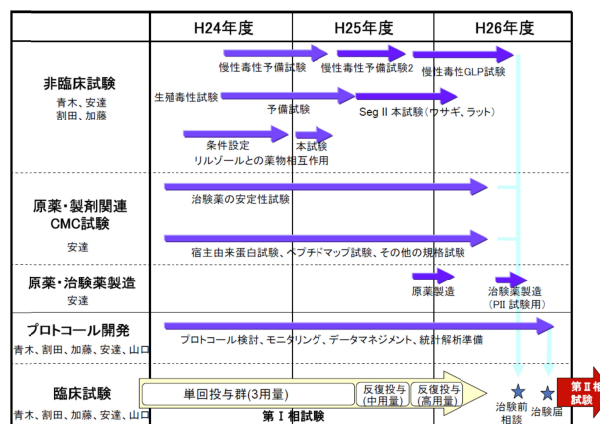 H24年度 H25年度 H26年度
非臨床試験
青木、安達
割田、加藤
慢性毒性予備試験 慢性毒性予備試験2 慢性毒性GLP試験
生殖毒性試験
予備試験 Seg II 本試験(ウサギ、ラット)
条件設定 本試験
リルゾールとの薬物相互作用
原薬・製剤関連
CMC試験
安達
治験薬の安定性試験
宿主由来蛋白試験、ペプチドマップ試験、その他の規格試験
原薬・治験薬製造
安達
原薬製造 治験薬製造
(PII 試験用)
プロトコール開発
青木、割田、加藤、安達、山口
プロトコール検討、モニタリング、データマネジメント、統計解析準備
臨床試験
青木、割田、加藤、安達、山口
単回投与群(3用量)
反復投与
(中用量)
反復投与
(高用量)
第Ⅰ相試験
治験前
相談
治験届
第Ⅱ相
試験